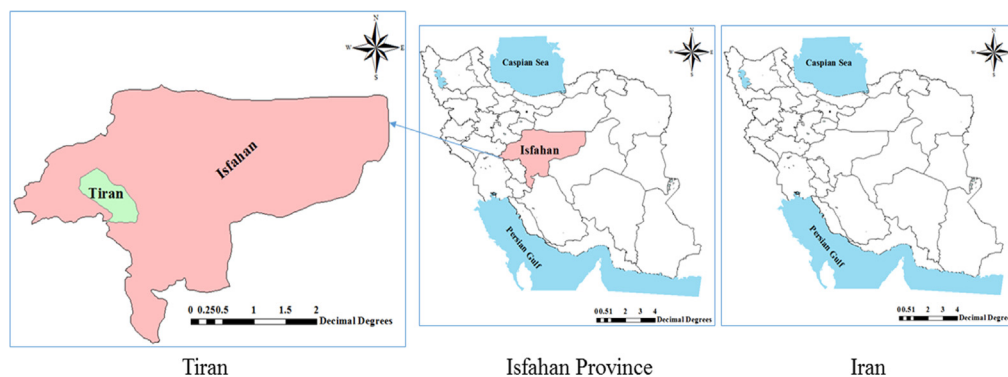 N
W E
S
Isfahan
Tiran
0 0.25 0.5 1 1.5 2
Decimal Degrees
Tiran
N
W E
S
Caspian Sea
Isfahan
Persian Gulf
0 0.5 1 2 3 4
Decimal Degrees
Isfahan Province
N
W E
S
Caspian Sea
Persian Gulf
0 0.5 1 2 3 4
Decimal Degrees
Iran